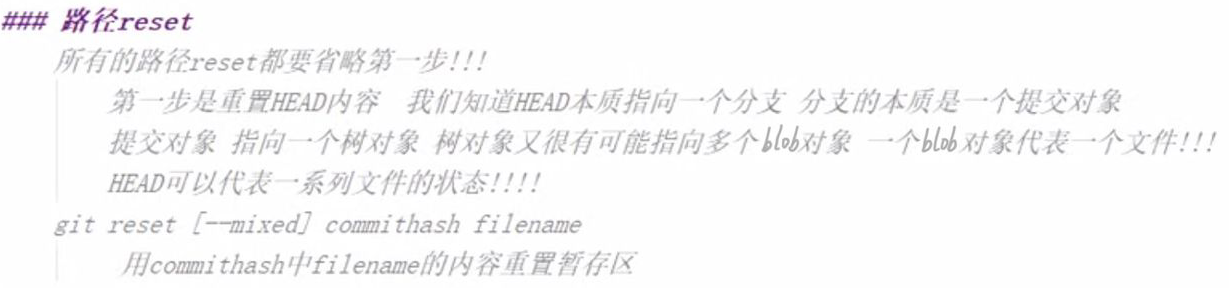 ### 路径reset
所有的路径reset都要省略第一步!!!
第一步是重置HEAD内容 我们知道HEAD本质指向一个分支 分支的本质是一个提交对象
提交对象 指向一个树对象 树对象又很有可能指向多个blob对象 一个blob对象代表一个文件!!!
HEAD可以代表一系列文件的状态!!!!
git reset [--mixed] commithash filename
用commithash中filename的内容重置暂存区